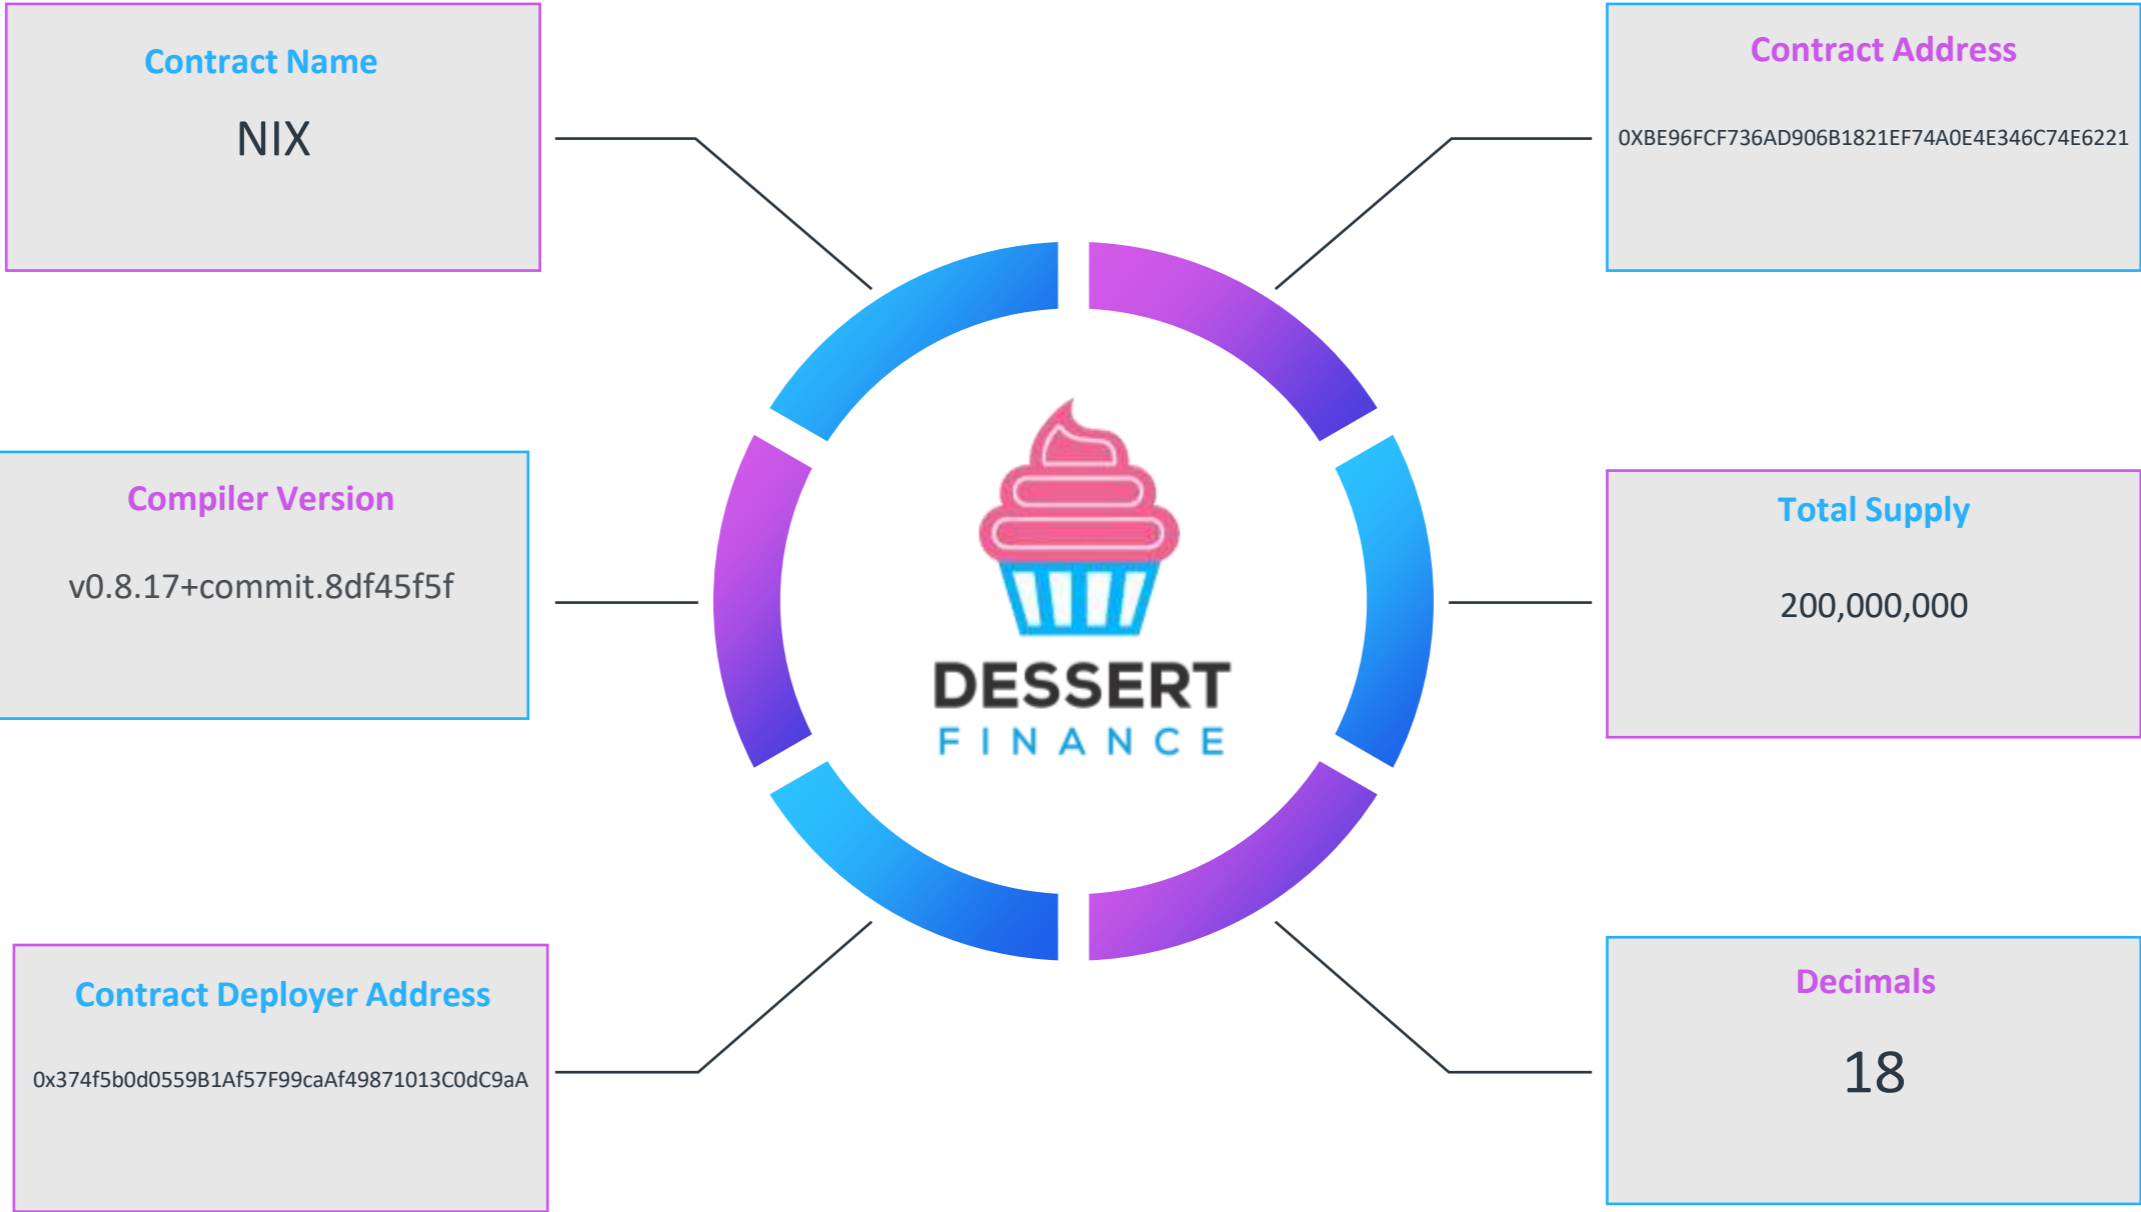 Contract Name
NIX
Contract Address
0XBE96FCF736AD906B1821EF74A0E4E346C74E6221
Compiler Version
v0.8.17+commit.8df45f5f
DESSERT
FINANCE
Total Supply
200,000,000
Contract Deployer Address
0x374f5b0d0559B1Af57F99caAf49871013C0dC9aA
Decimals
18